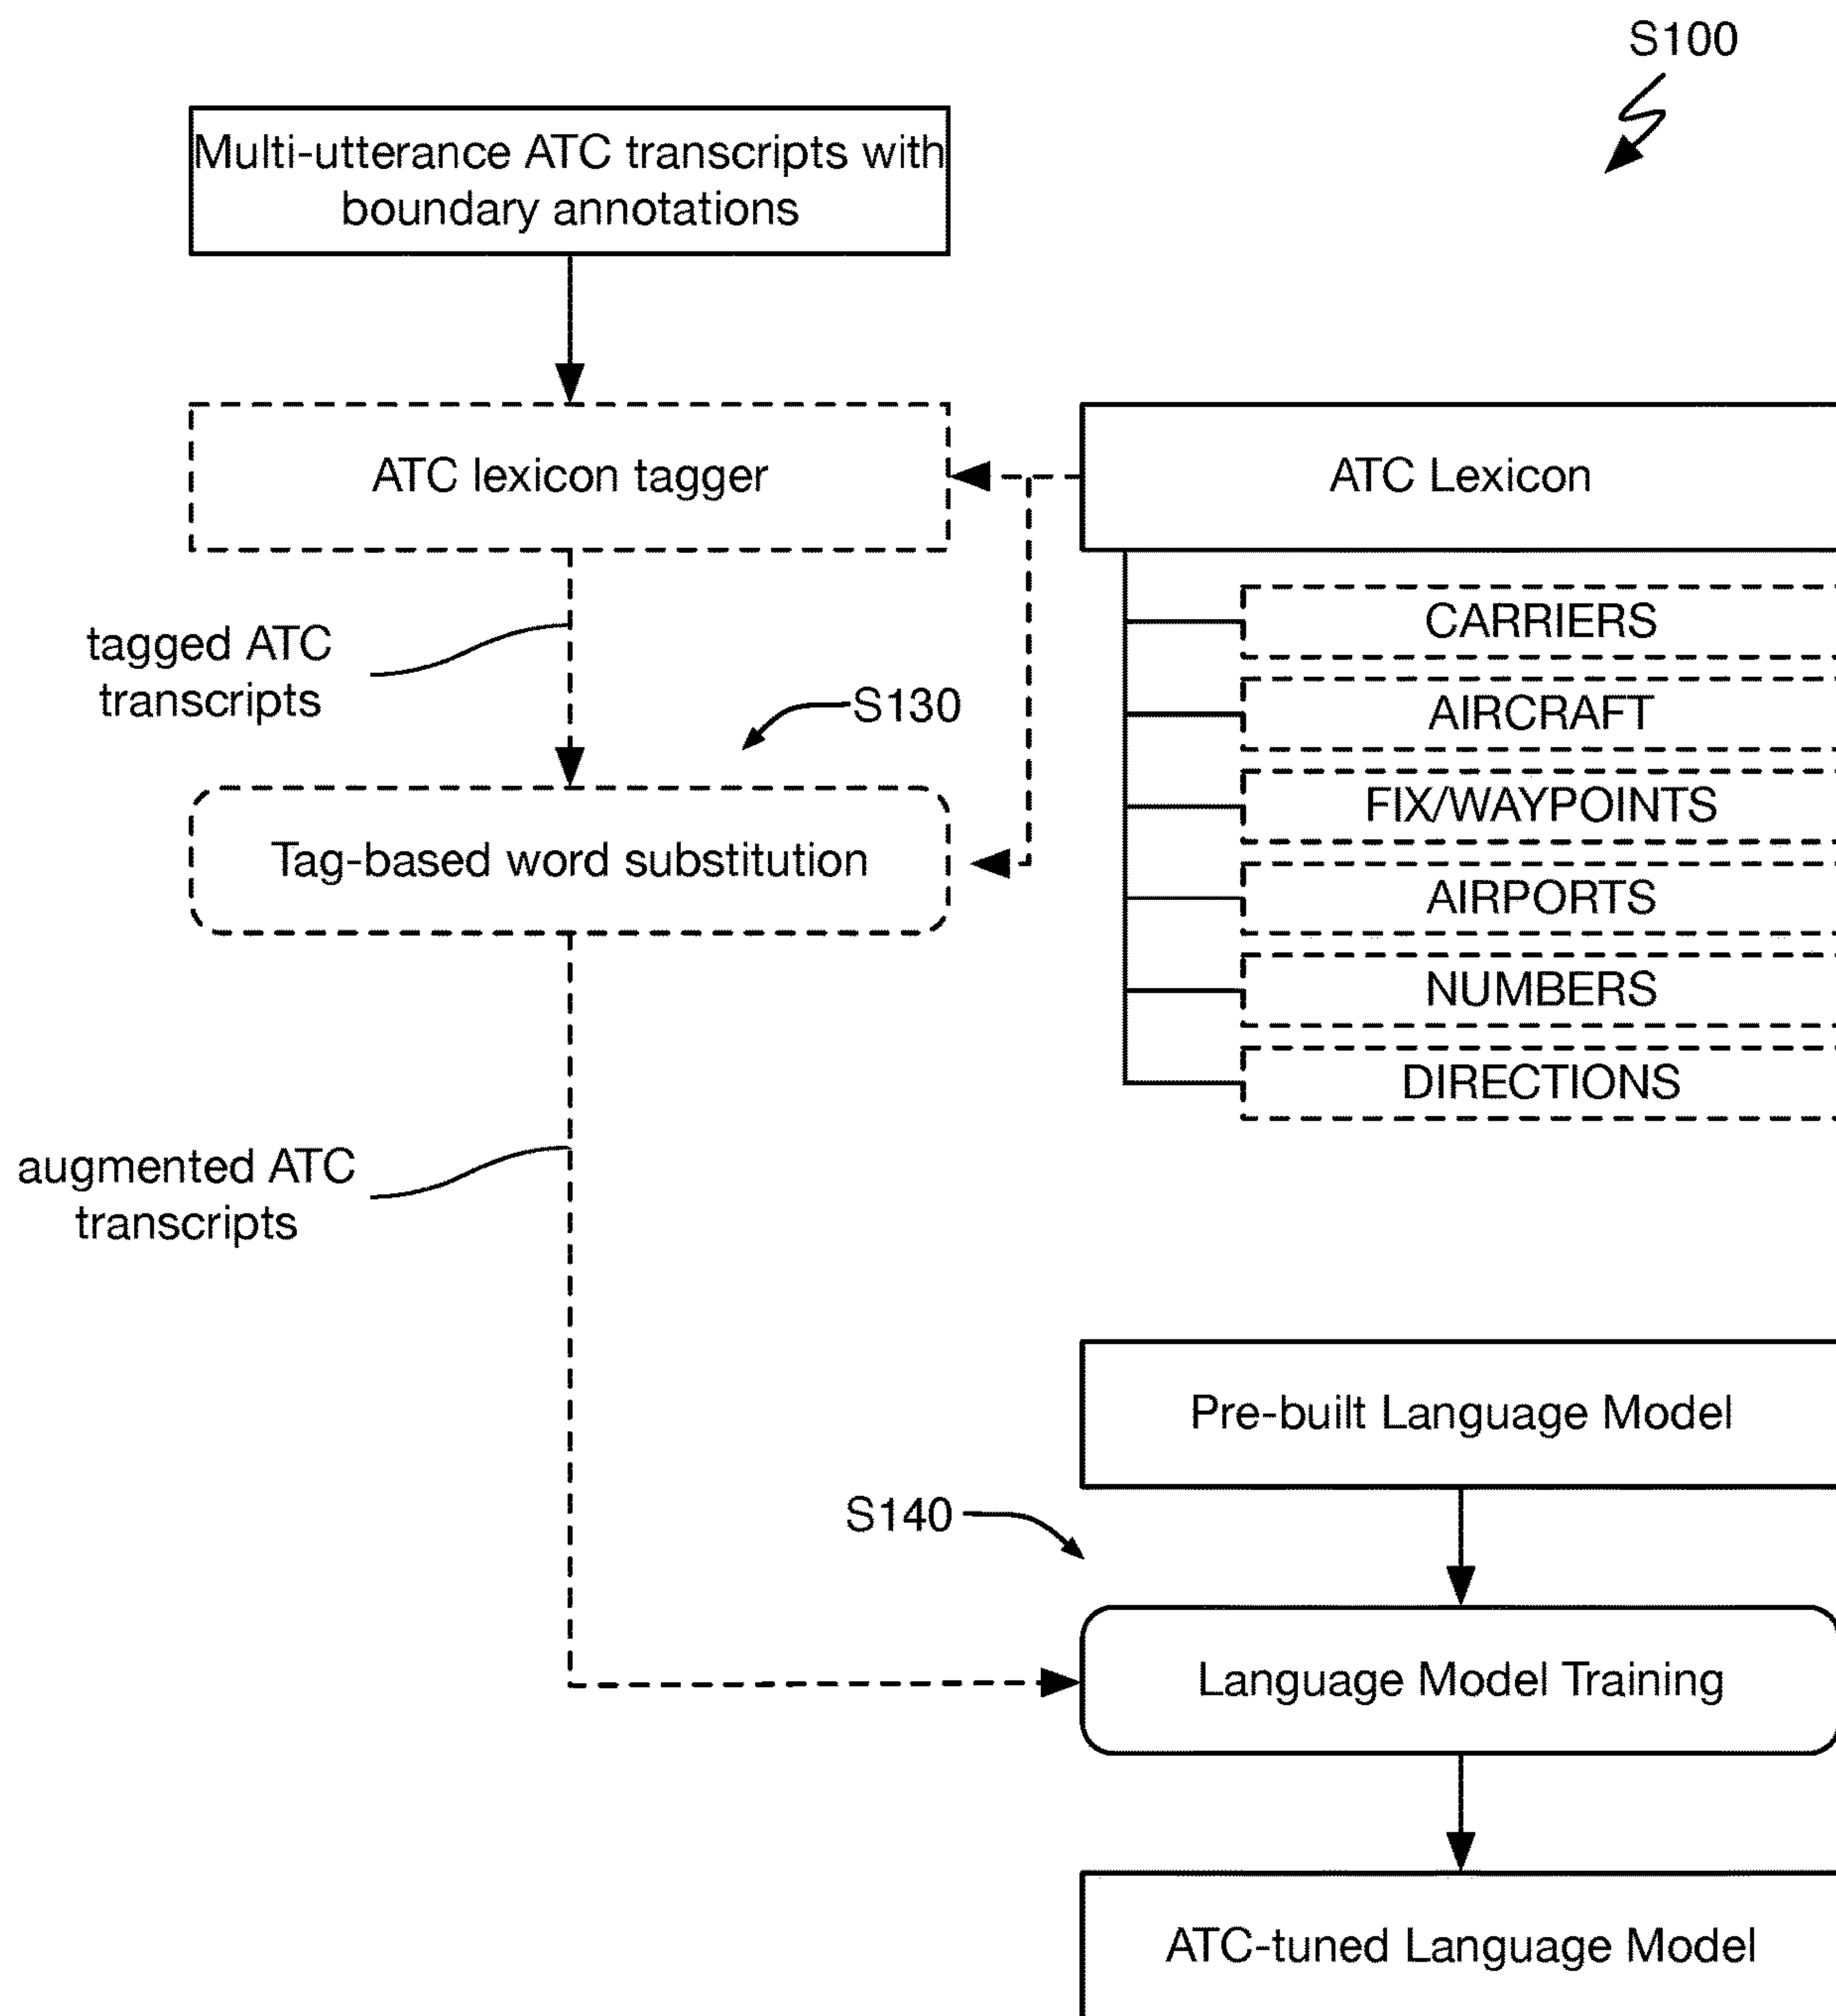 S100
Multi-utterance ATC transcripts with
boundary annotations
ATC lexicon tagger
ATC Lexicon
CARRIERS
AIRCRAFT
FIX/WAYPOINTS
AIRPORTS
NUMBERS
DIRECTIONS
tagged ATC
transcripts
S130
Tag-based word substitution
augmented ATC
transcripts
Pre-built Language Model
S140
Language Model Training
ATC-tuned Language Model